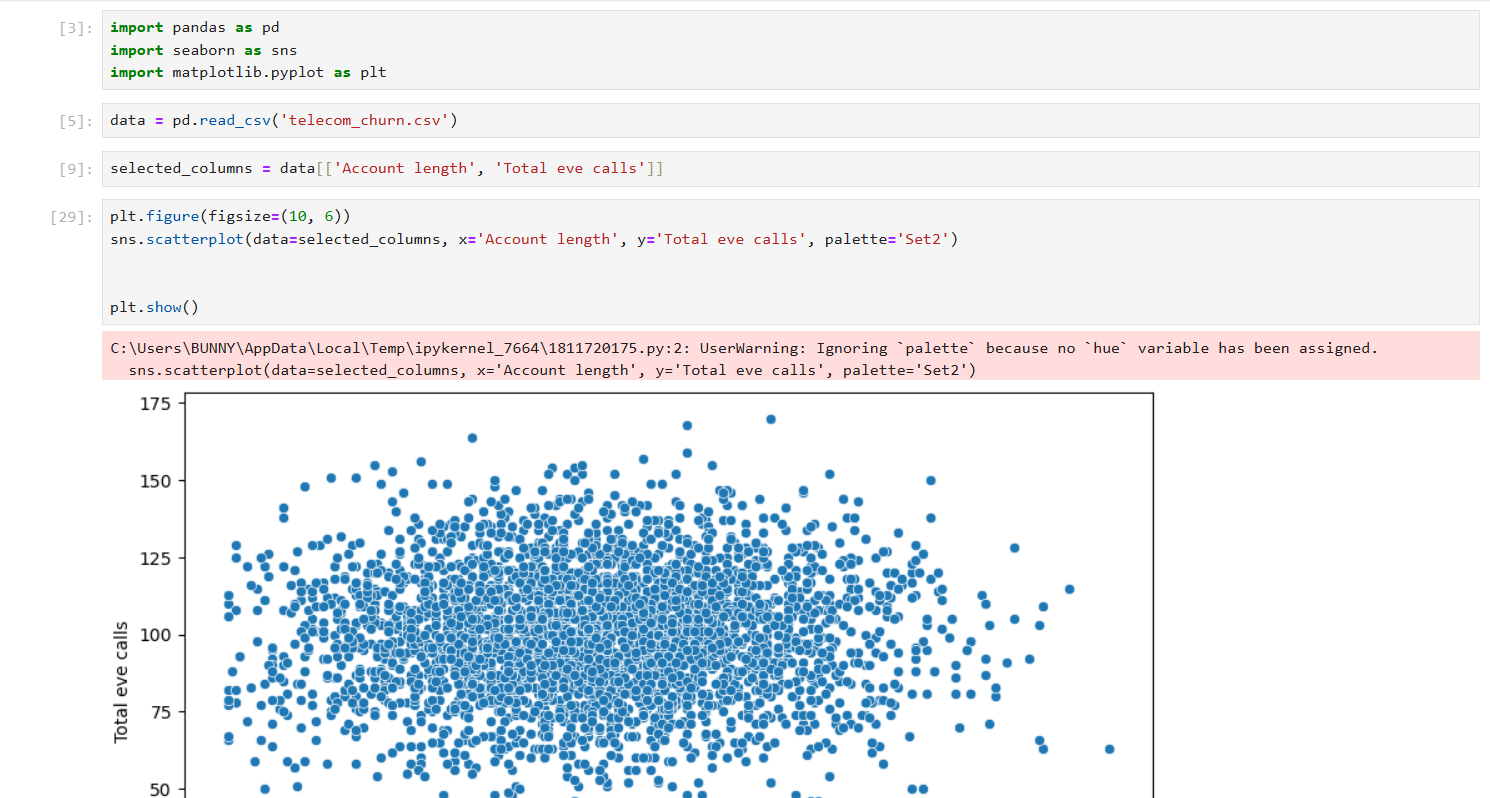 [3]:
import pandas as pd
import seaborn as sns
import matplotlib.pyplot as plt
[5]:
data = pd.read_csv('telecom_churn.csv')
[9]:
selected_columns = data[['Account length', 'Total eve calls']]
[29]:
plt.figure(figsize=(10, 6))
sns.scatterplot(data=selected_columns, x='Account length', y='Total eve calls', palette='Set2')
plt.show()
C:\Users\BUNNY\AppData\Local\Temp\ipykernel_7664\1811720175.py:2: UserWarning: Ignoring `palette` because no `hue` variable has been assigned.
sns.scatterplot(data=selected_columns, x='Account length', y='Total eve calls', palette='Set2')
175
150
125
100
75
50
Total eve calls